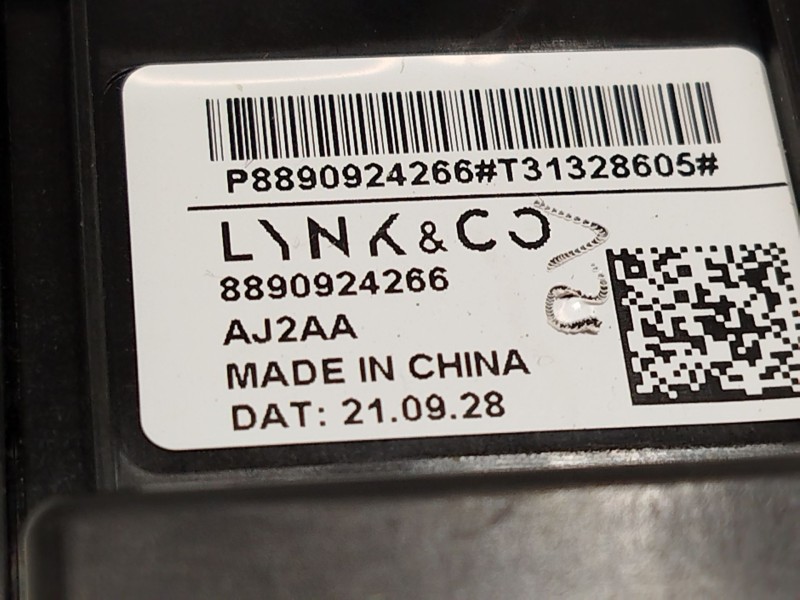 P8890924266#T31328605#
LYNK & CO
8890924266
AJ2AA
MADE IN CHINA
DAT: 21.09.28